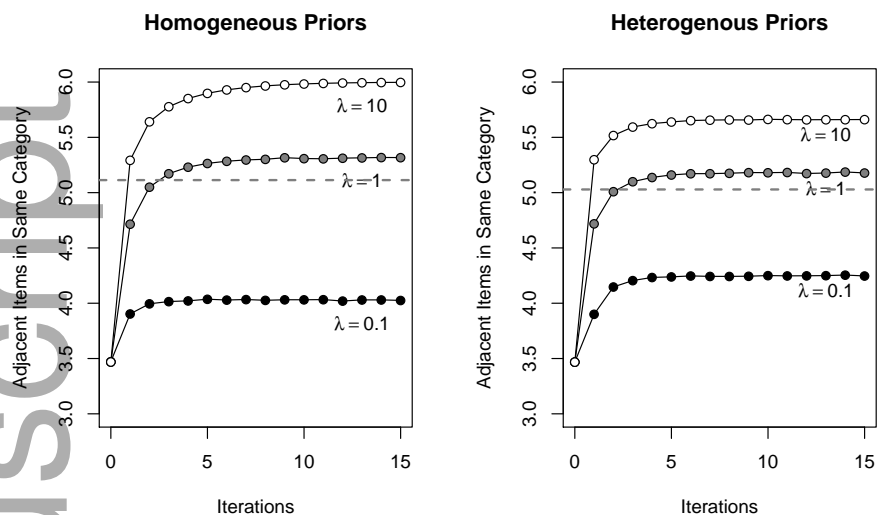 Homogeneous Priors
Adjacent Items in Same Category
6.0
5.5
5.0
4.5
4.0
3.5
3.0
λ = 10
λ = 1
λ = 0.1
0
5
10
15
Iterations
Heterogenous Priors
Adjacent Items in Same Category
6.0
5.5
5.0
4.5
4.0
3.5
3.0
λ = 10
λ = 1
λ = 0.1
0
5
10
15
Iterations